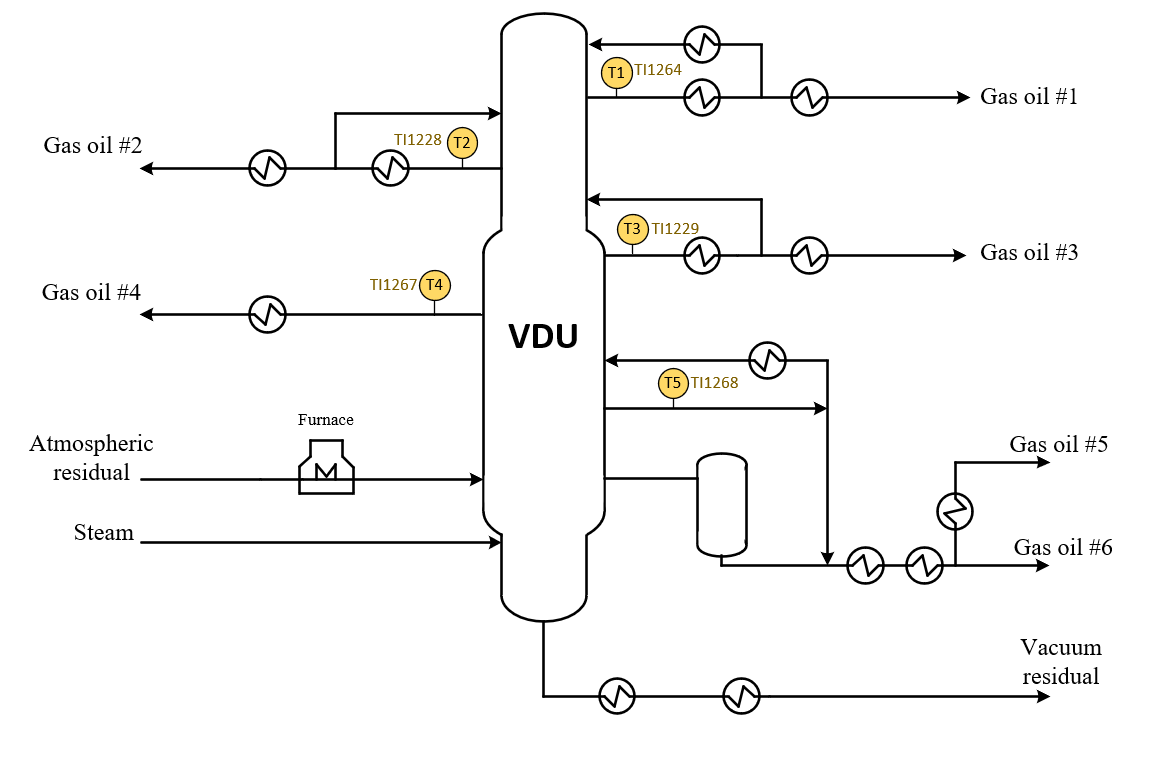 T1 TI1264
Gas oil #1
Gas oil #2
TI1228 T2
T3 TI1229
Gas oil #3
Gas oil #4
TI1267 T4
VDU
T5 TI1268
Furnace
Atmospheric
residual
Gas oil #5
Steam
Gas oil #6
Vacuum
residual